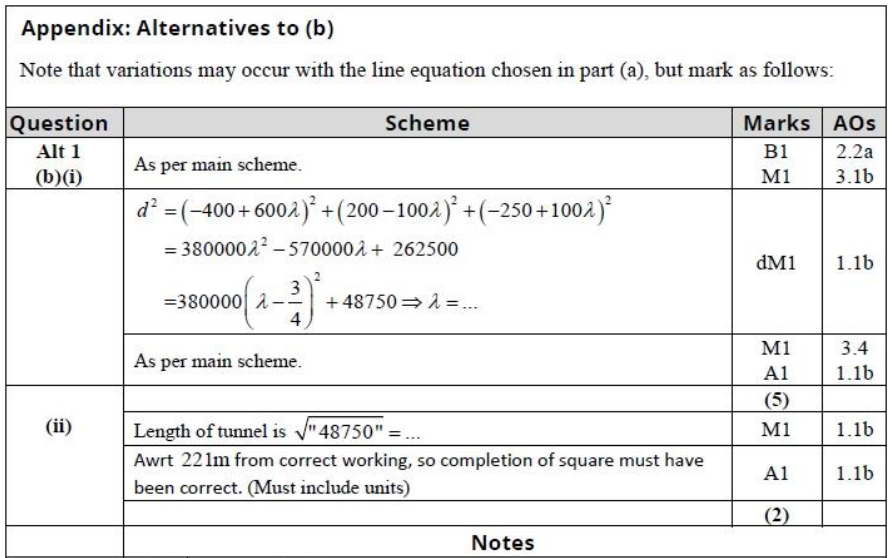 Appendix: Alternatives to (b)
Note that variations may occur with the line equation chosen in part (a), but mark as follows:
Question Scheme Marks AOs
Alt 1 (b)(i) As per main scheme. B1 M1 2.2a 3.1b
d² = (−400 + 600λ)² + (200 − 100λ)² + (−250 + 100λ)²
= 380000λ² − 570000λ + 262500
=380000(λ − 3/4)² + 48750 ⇒ λ = ...
dM1 1.1b
As per main scheme. M1 A1 3.4 1.1b
(5)
(ii) Length of tunnel is √"48750" = ... M1 1.1b
Awrt 221m from correct working, so completion of square must have
been correct. (Must include units) A1 1.1b
(2)
Notes